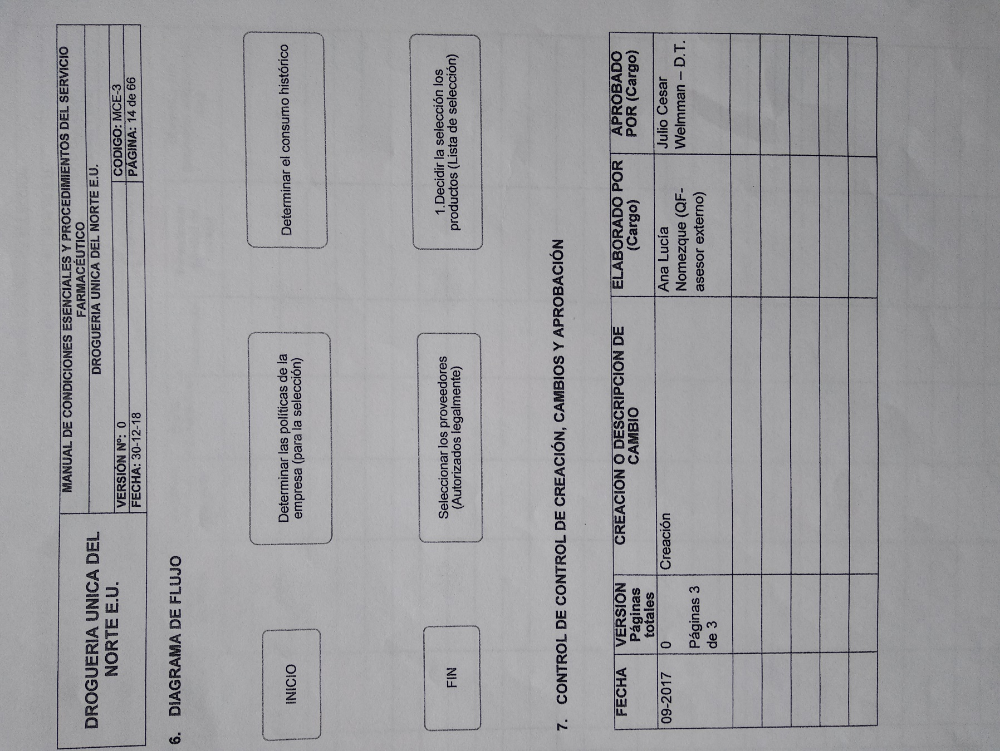 DROGUERIA UNICA DEL
NORTE E.U.
MANUAL DE CONDICIONES ESENCIALES Y PROCEDIMIENTOS DEL SERVICIO
FARMACÉUTICO
DROGUERIA UNICA DEL NORTE E.U.
VERSIÓN Nº: 0
CODIGO: MCE-3
FECHA: 30-12-18
PÁGINA: 14 de 66
6. DIAGRAMA DE FLUJO
INICIO
Determinar las políticas de la
empresa (para la selección)
Determinar el consumo histórico
FIN
Seleccionar los proveedores
(Autorizados legalmente)
1.Decidir la selección los
productos (Lista de selección)
7. CONTROL DE CONTROL DE CREACIÓN, CAMBIOS Y APROBACIÓN
FECHA
VERSIÓN
Páginas
totales
CREACION O DESCRIPCION DE
CAMBIO
ELABORADO POR
(Cargo)
APROBADO
POR (Cargo)
09-2017
0
Páginas 3
de 3
Creación
Ana Lucía
Nomezque (QF-
asesor externo)
Julio Cesar
Welmman – D.T.